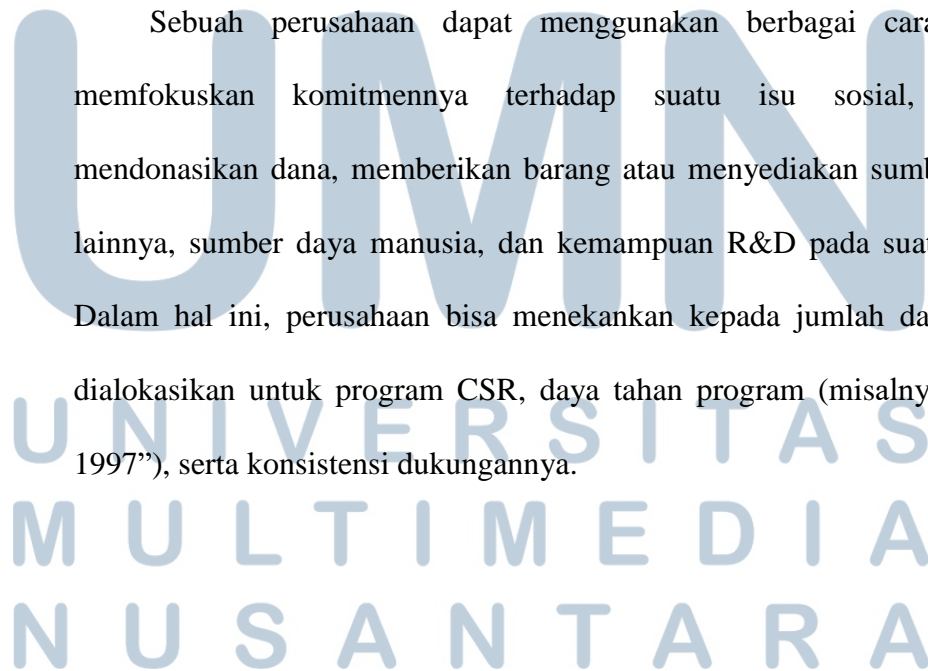 UMN
Sebuah perusahaan dapat menggunakan berbagai cara
memfokuskan komitmennya terhadap suatu isu sosial,
mendonasikan dana, memberikan barang atau menyediakan sumb
lainnya, sumber daya manusia, dan kemampuan R&D pada suat
Dalam hal ini, perusahaan bisa menekankan kepada jumlah da
dialokasikan untuk program CSR, daya tahan program (misalny
1997”), serta konsistensi dukungannya.
UNIVERSITAS
MULTIMEDIA
NUSANTARA